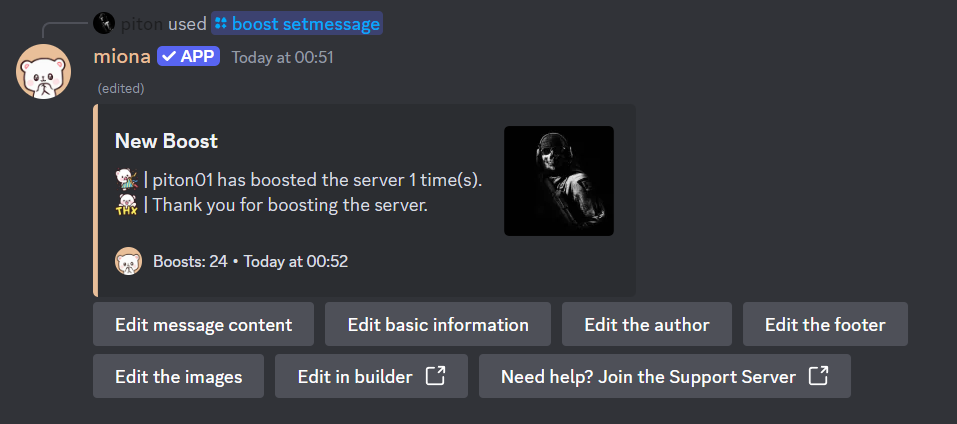 piton used boost setmessage
miona APP Today at 00:51
(edited)
New Boost
| piton01 has boosted the server 1 time(s).
THX | Thank you for boosting the server.
Boosts: 24 • Today at 00:52
Edit message content Edit basic information Edit the author Edit the footer
Edit the images Edit in builder Need help? Join the Support Server